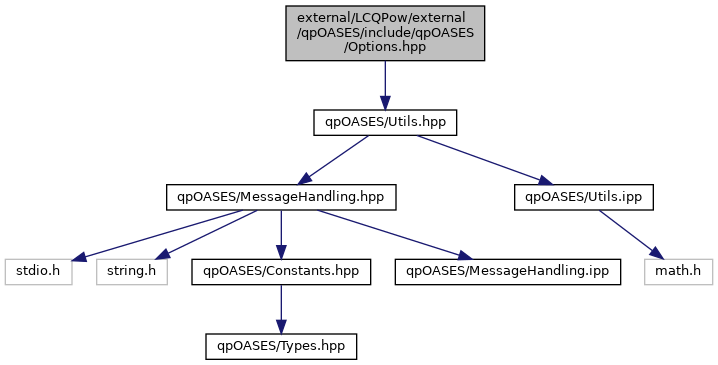 external/LCQPow/external
/qpOASES/include/qpOASES
/Options.hpp
qpOASES/Utils.hpp
qpOASES/MessageHandling.hpp
qpOASES/Utils.ipp
stdio.h
string.h
qpOASES/Constants.hpp
qpOASES/MessageHandling.ipp
math.h
qpOASES/Types.hpp